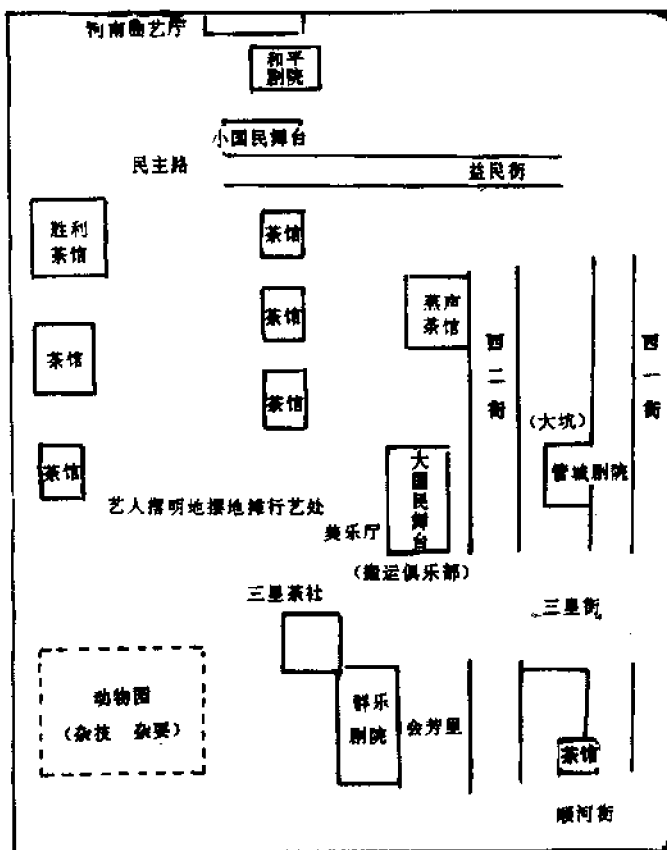 河南曲艺厅
和平
剧院
小国民舞台
民主路
益民街
胜利
茶馆
茶馆
茶馆
茶馆
茶馆
茶馆
茶馆
西二街
西一街
(大坑)
管城剧院
大国民舞台
艺人撂明地摆地摊行艺处
美乐厅
(搬运俱乐部)
三星茶社
三皇街
动物园
(杂技 杂耍)
群乐
剧院
会芳里
茶馆
顺河街